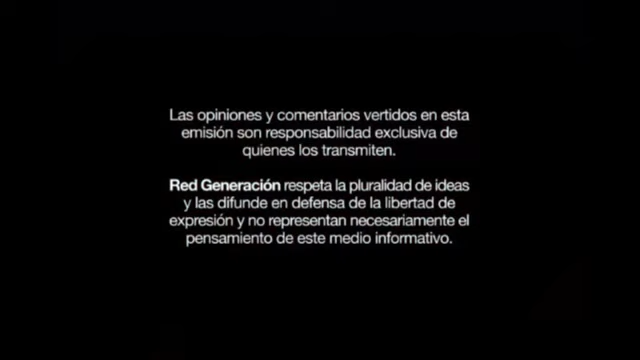 Las opiniones y comentarios vertidos en esta
emisión son responsabilidad exclusiva de
quienes los transmiten.
Red Generación respeta la pluralidad de ideas
y las difunde en defensa de la libertad de
expresión y no representan necesariamente el
pensamiento de este medio informativo.